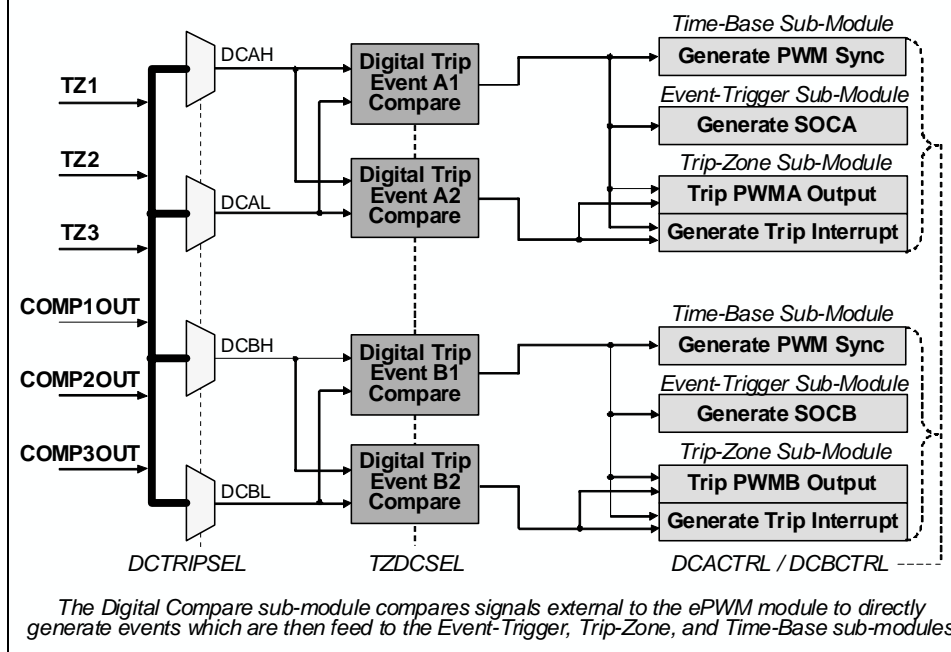 Time-Base Sub-Module
DCAH
Digital Trip
Event A1
Compare
Generate PWM Sync
TZ1
Event-Trigger Sub-Module
Generate SOCA
TZ2
Trip-Zone Sub-Module
DCAL
Digital Trip
Event A2
Compare
Trip PWMA Output
TZ3
Generate Trip Interrupt
COMP1OUT
Time-Base Sub-Module
DCBH
Digital Trip
Event B1
Compare
Generate PWM Sync
COMP2OUT
Event-Trigger Sub-Module
Generate SOCB
COMP3OUT
Trip-Zone Sub-Module
DCBL
Digital Trip
Event B2
Compare
Trip PWMB Output
Generate Trip Interrupt
DCTRIPSEL
TZDCSEL
DCACTRL / DCBCTRL
The Digital Compare sub-module compares signals external to the ePWM module to directly
generate events which are then feed to the Event-Trigger, Trip-Zone, and Time-Base sub-modules